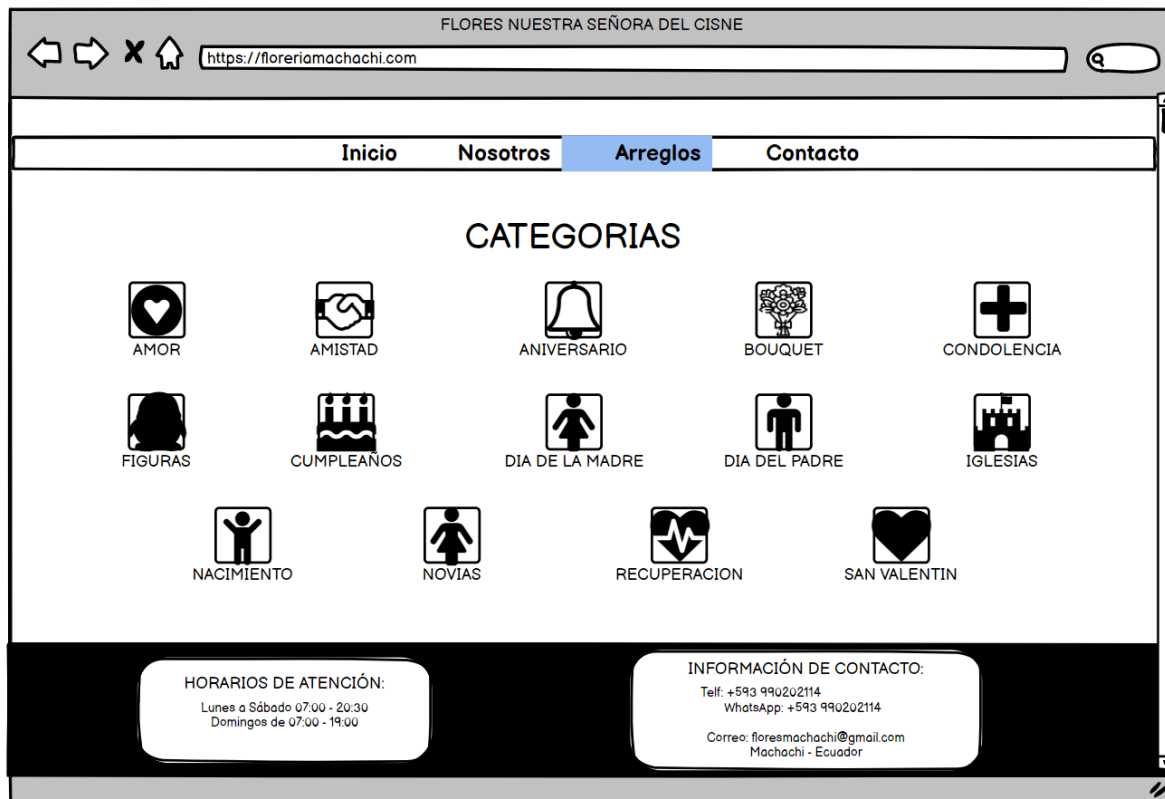 FLORES NUESTRA SEÑORA DEL CISNE
https://floreriamachachi.com
Inicio Nosotros Arreglos Contacto
CATEGORIAS
AMOR AMISTAD ANIVERSARIO BOUQUET CONDOLENCIA
FIGURAS CUMPLEAÑOS DIA DE LA MADRE DIA DEL PADRE IGLESIAS
NACIMIENTO NOVIAS RECUPERACION SAN VALENTIN
HORARIOS DE ATENCIÓN:
Lunes a Sábado 07:00 - 20:30
Domingos de 07:00 - 19:00
INFORMACIÓN DE CONTACTO:
Telf: +593 990202114
WhatsApp: +593 990202114
Correo: floresmachachi@gmail.com
Machachi - Ecuador